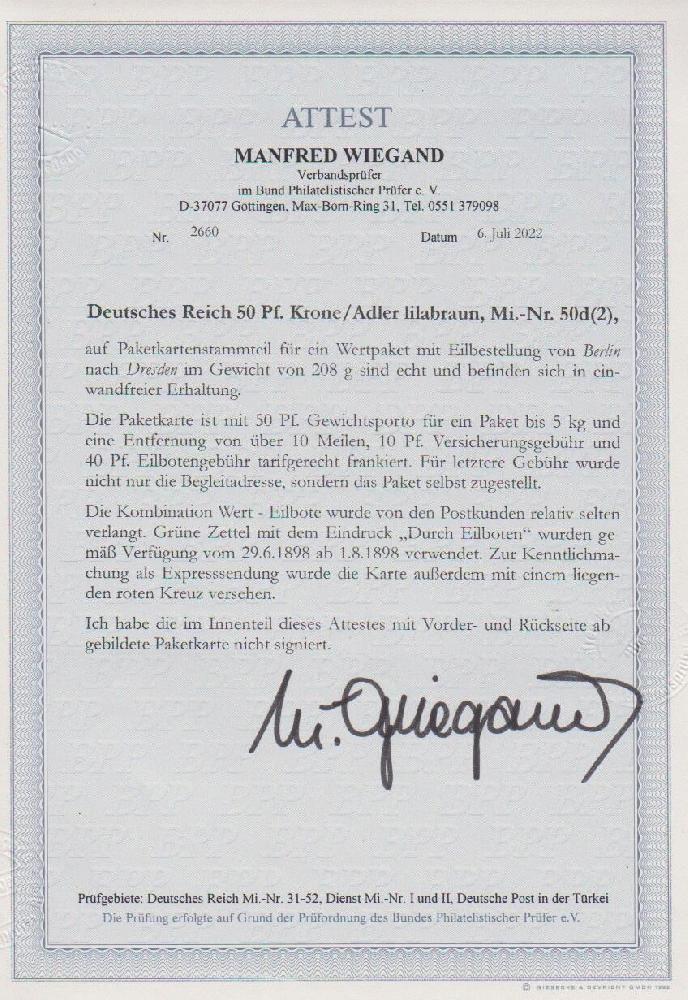 ATTEST
MANFRED WIEGAND
Verbandsprüfer
im Bund Philatelistischer Prüfer e. V.
D-37077 Göttingen, Max-Born-Ring 31, Tel. 0551 379098
Nr. 2660 Datum 6. Juli 2022
Deutsches Reich 50 Pf. Krone/Adler lilabraun, Mi.-Nr. 50d(2),
auf Paketkartenstammteil für ein Wertpaket mit Eilbestellung von Berlin
nach Dresden im Gewicht von 208 g sind echt und befinden sich in ein-
wandfreier Erhaltung.
Die Paketkarte ist mit 50 Pf. Gewichtsporto für ein Paket bis 5 kg und
eine Entfernung von über 10 Meilen, 10 Pf. Versicherungsgebühr und
40 Pf. Eilbotengebühr tarifgerecht frankiert. Für letztere Gebühr wurde
nicht nur die Begleitadresse, sondern das Paket selbst zugestellt.
Die Kombination Wert - Eilbote wurde von den Postkunden relativ selten
verlangt. Grüne Zettel mit dem Eindruck „Durch Eilboten“ wurden ge
mäß Verfügung vom 29.6.1898 ab 1.8.1898 verwendet. Zur Kenntlichma-
chung als Expresssendung wurde die Karte außerdem mit einem liegen-
den roten Kreuz versehen.
Ich habe die im Innenteil dieses Attestes mit Vorder- und Rückseite ab
gebildete Paketkarte nicht signiert.
M. Wiegand
Prüfgebiete: Deutsches Reich Mi.-Nr. 31-52, Dienst Mi.-Nr. I und II, Deutsche Post in der Türkei
Die Prüfung erfolgte auf Grund der Prüfordnung des Bundes Philatelistischer Prüfer e.V.
© GIESECKE & DEVRIENT GMBH